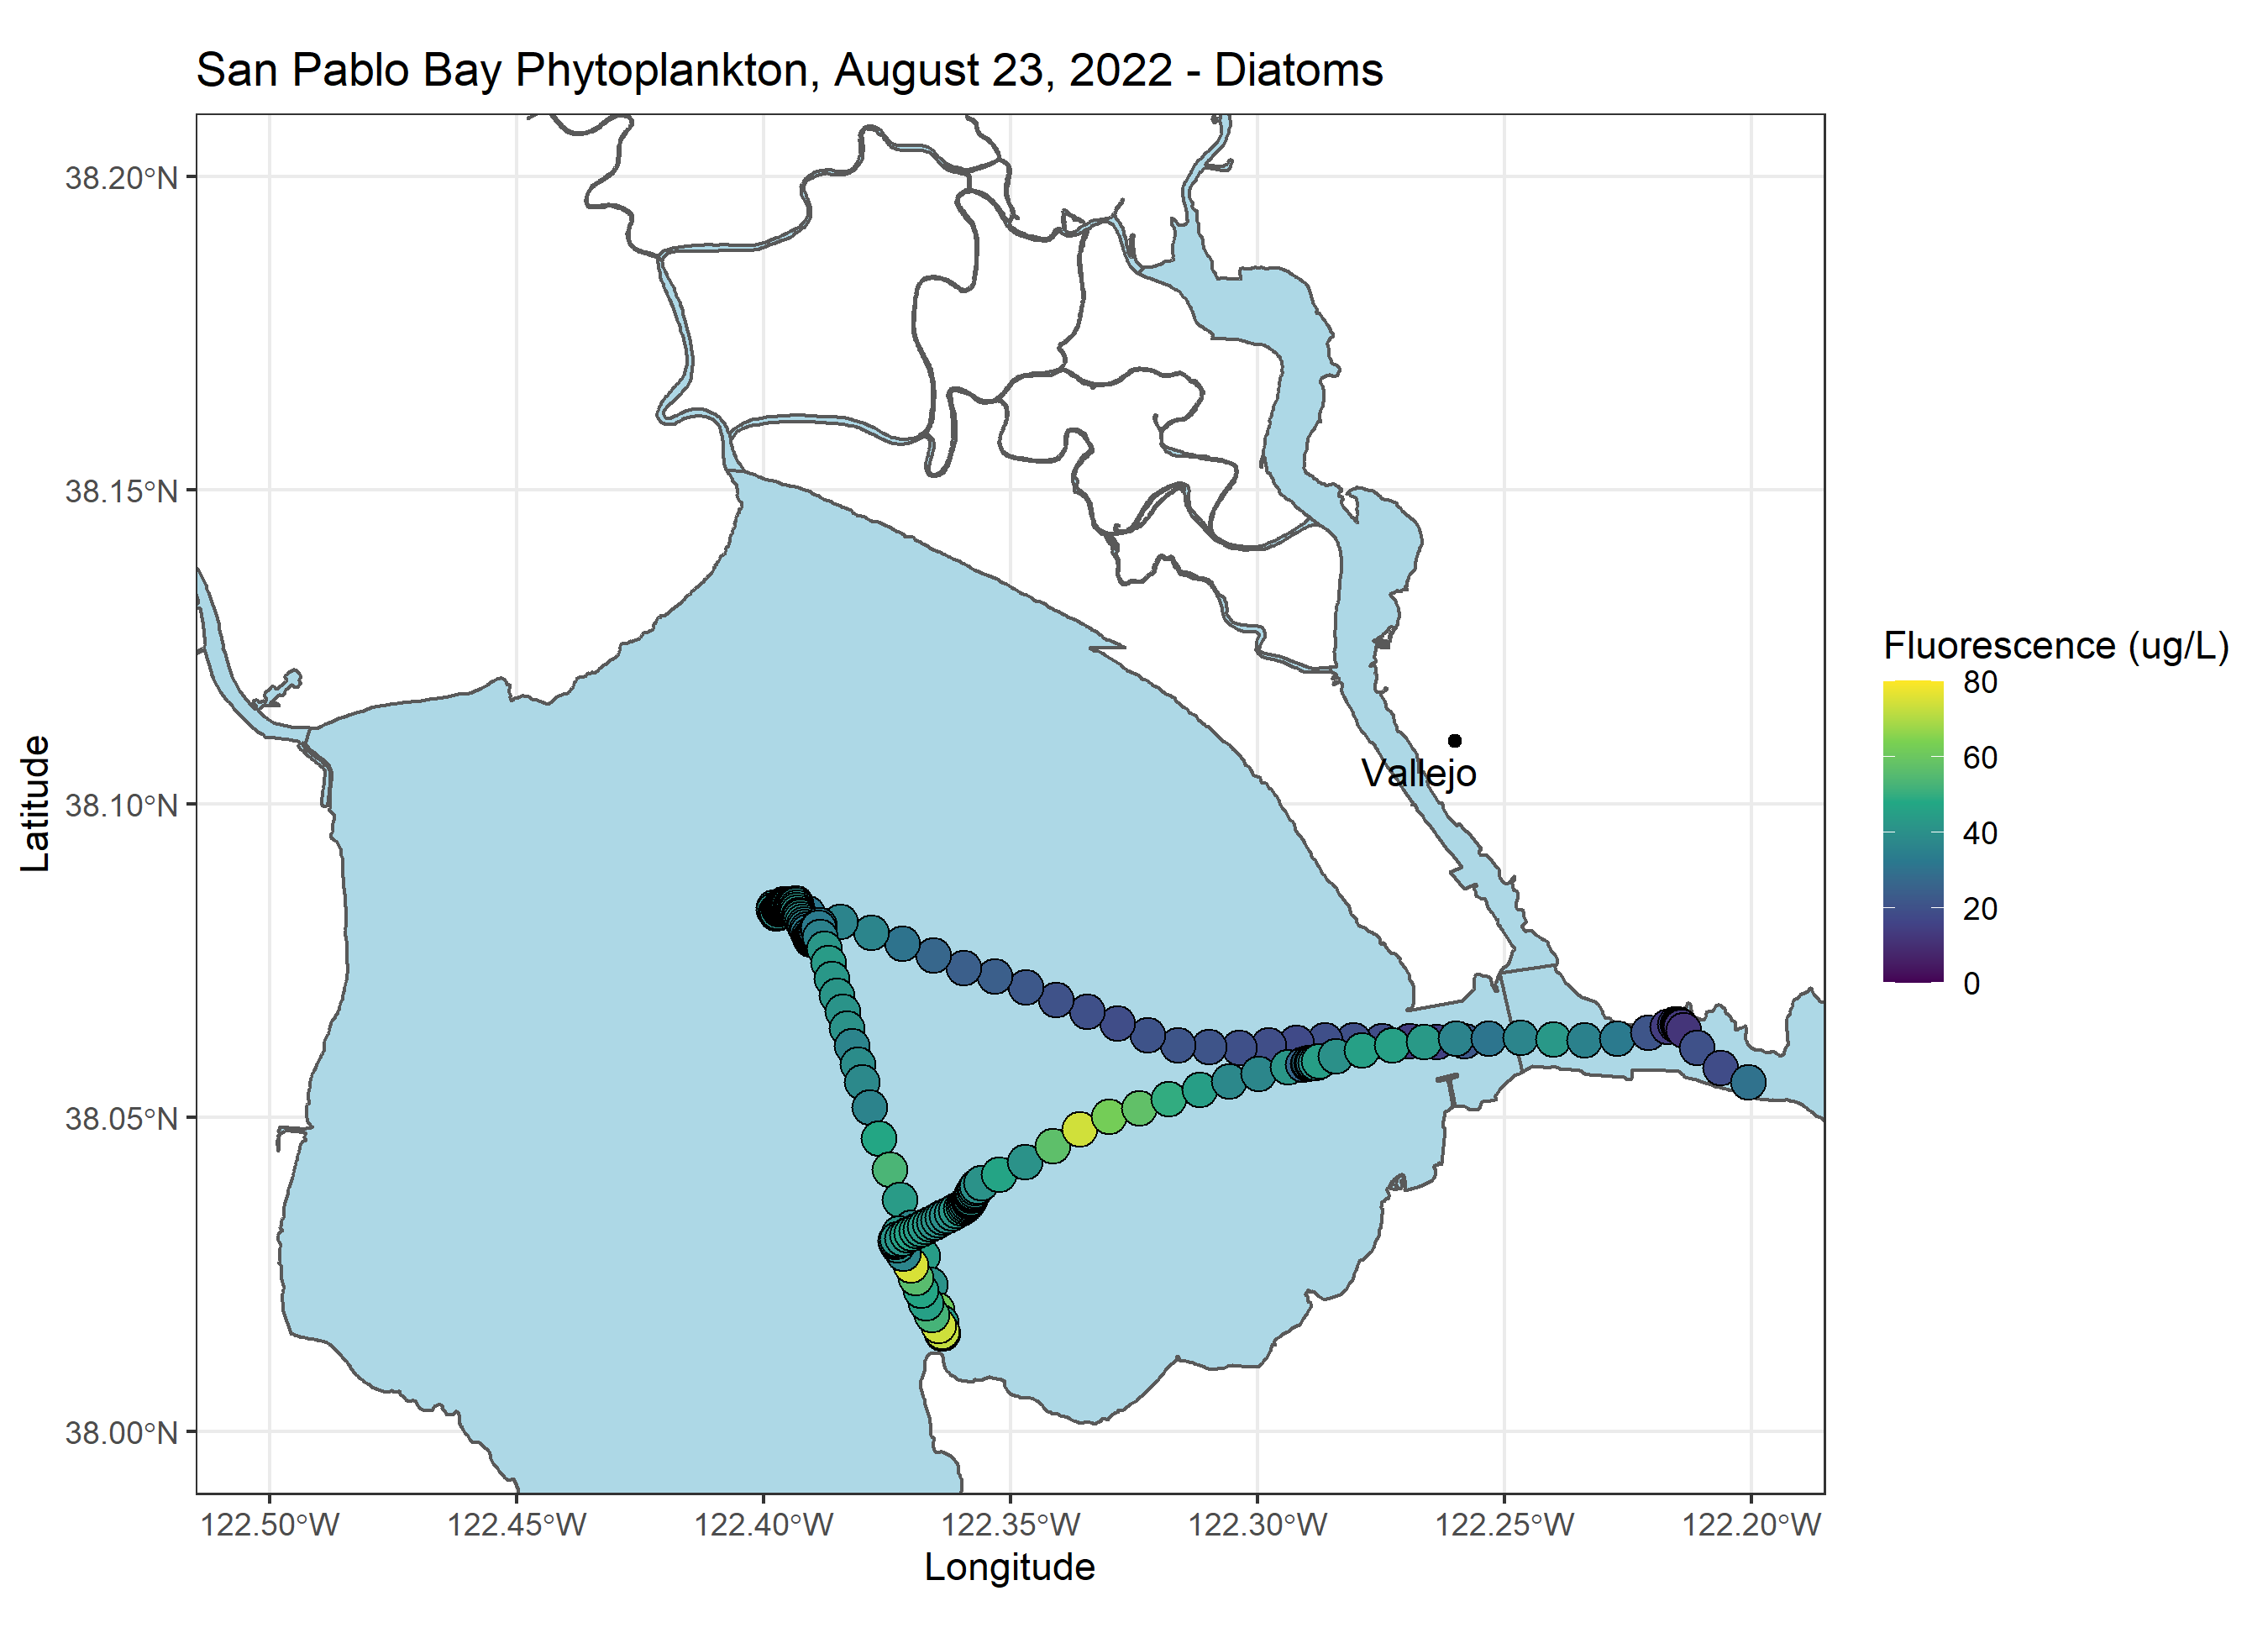 San Pablo Bay Phytoplankton, August 23, 2022 - Diatoms
38.20°N
38.15°N
38.10°N
38.05°N
38.00°N
Latitude
Vallejo
Fluorescence (ug/L)
80
60
40
20
0
122.50°W 122.45°W 122.40°W 122.35°W 122.30°W 122.25°W 122.20°W
Longitude